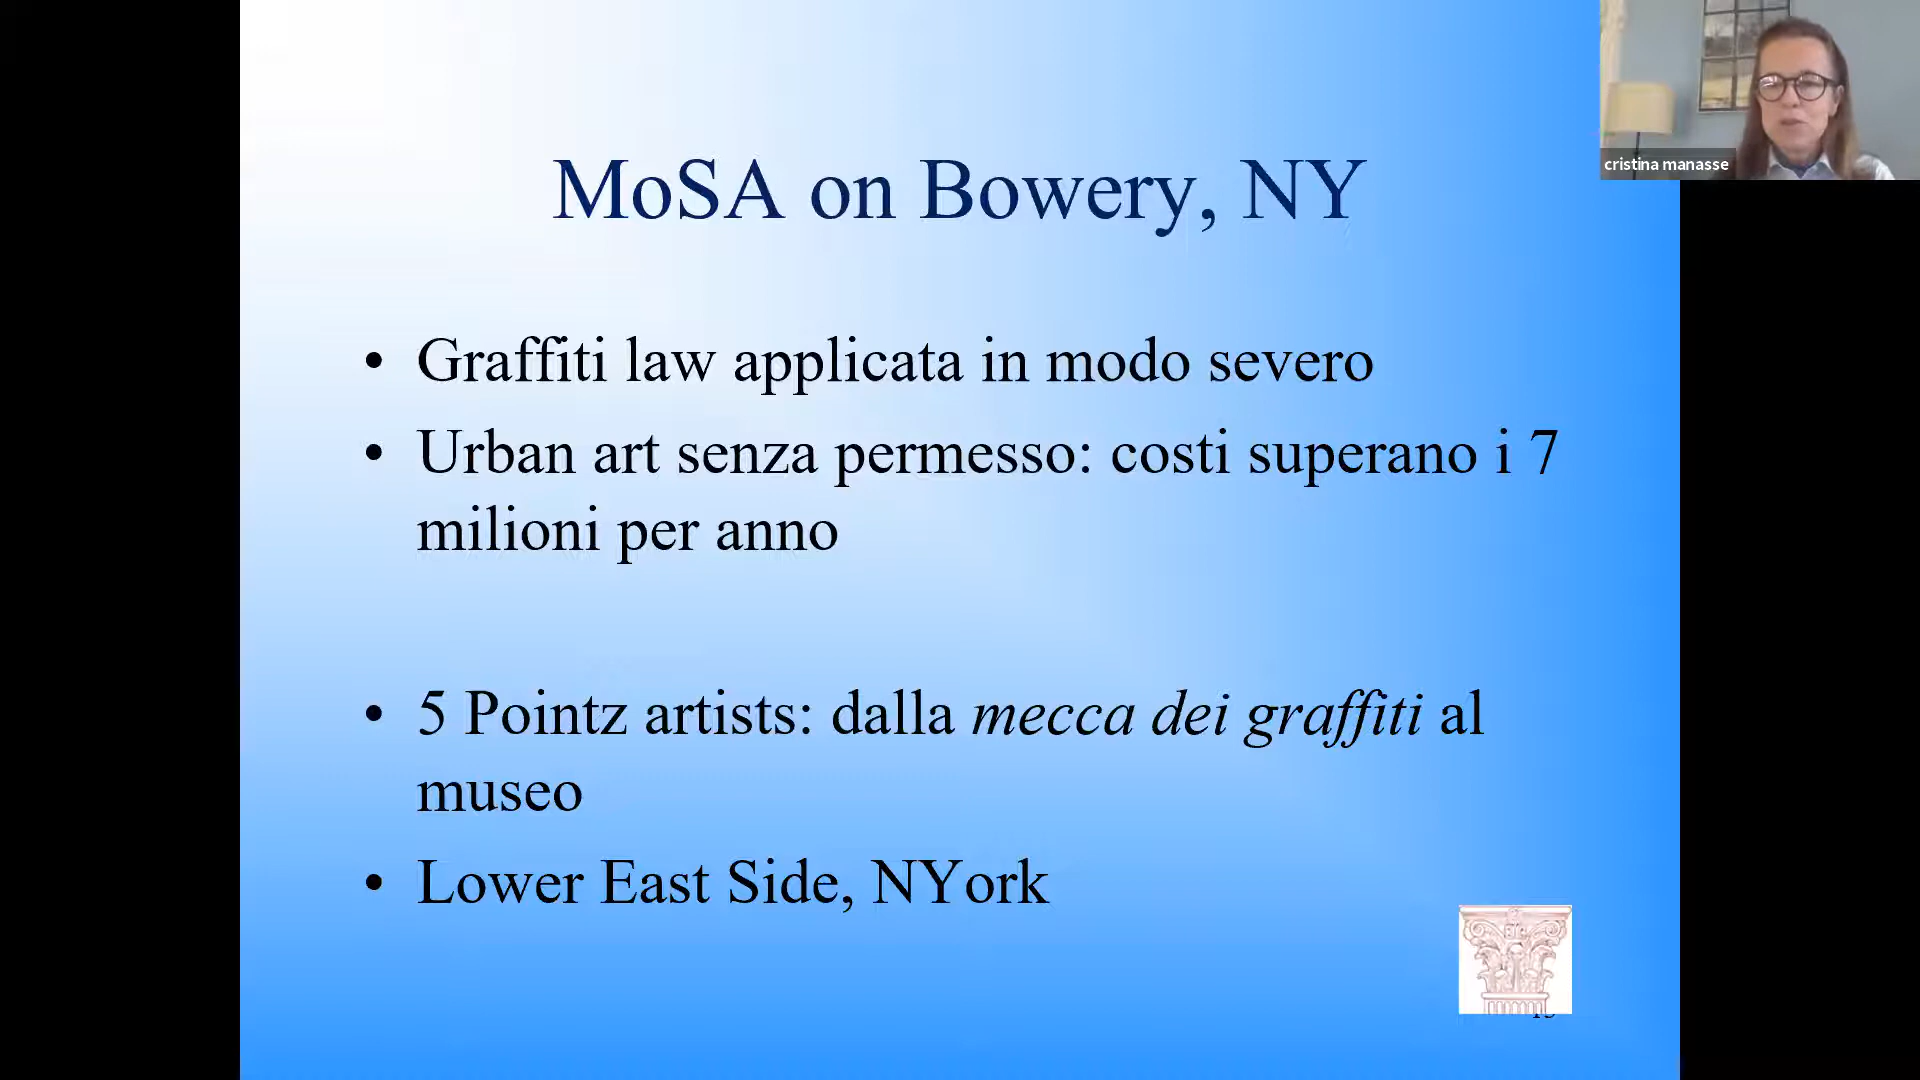 MoSA on Bowery, NY
cristina manasse
• Graffiti law applicata in modo severo
• Urban art senza permesso: costi superano i 7
milioni per anno
• 5 Pointz artists: dalla mecca dei graffiti al
museo
• Lower East Side, NYork